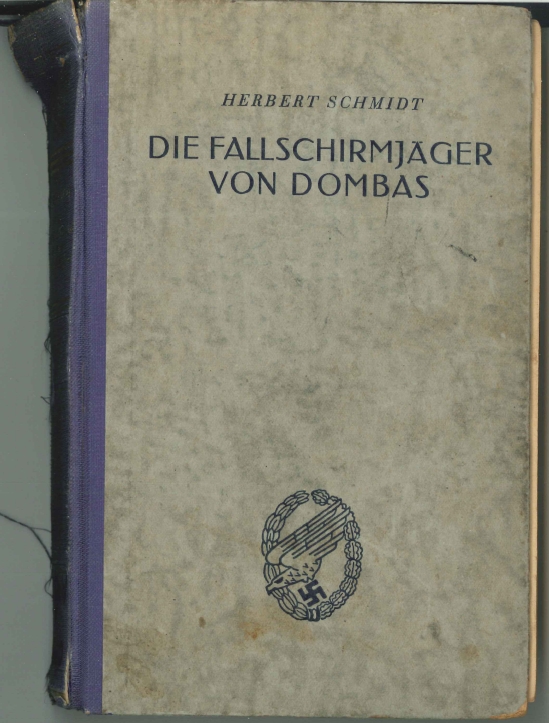 HERBERT SCHMIDT
DIE FALLSCHIRMJÄGER
VON DOMBAS